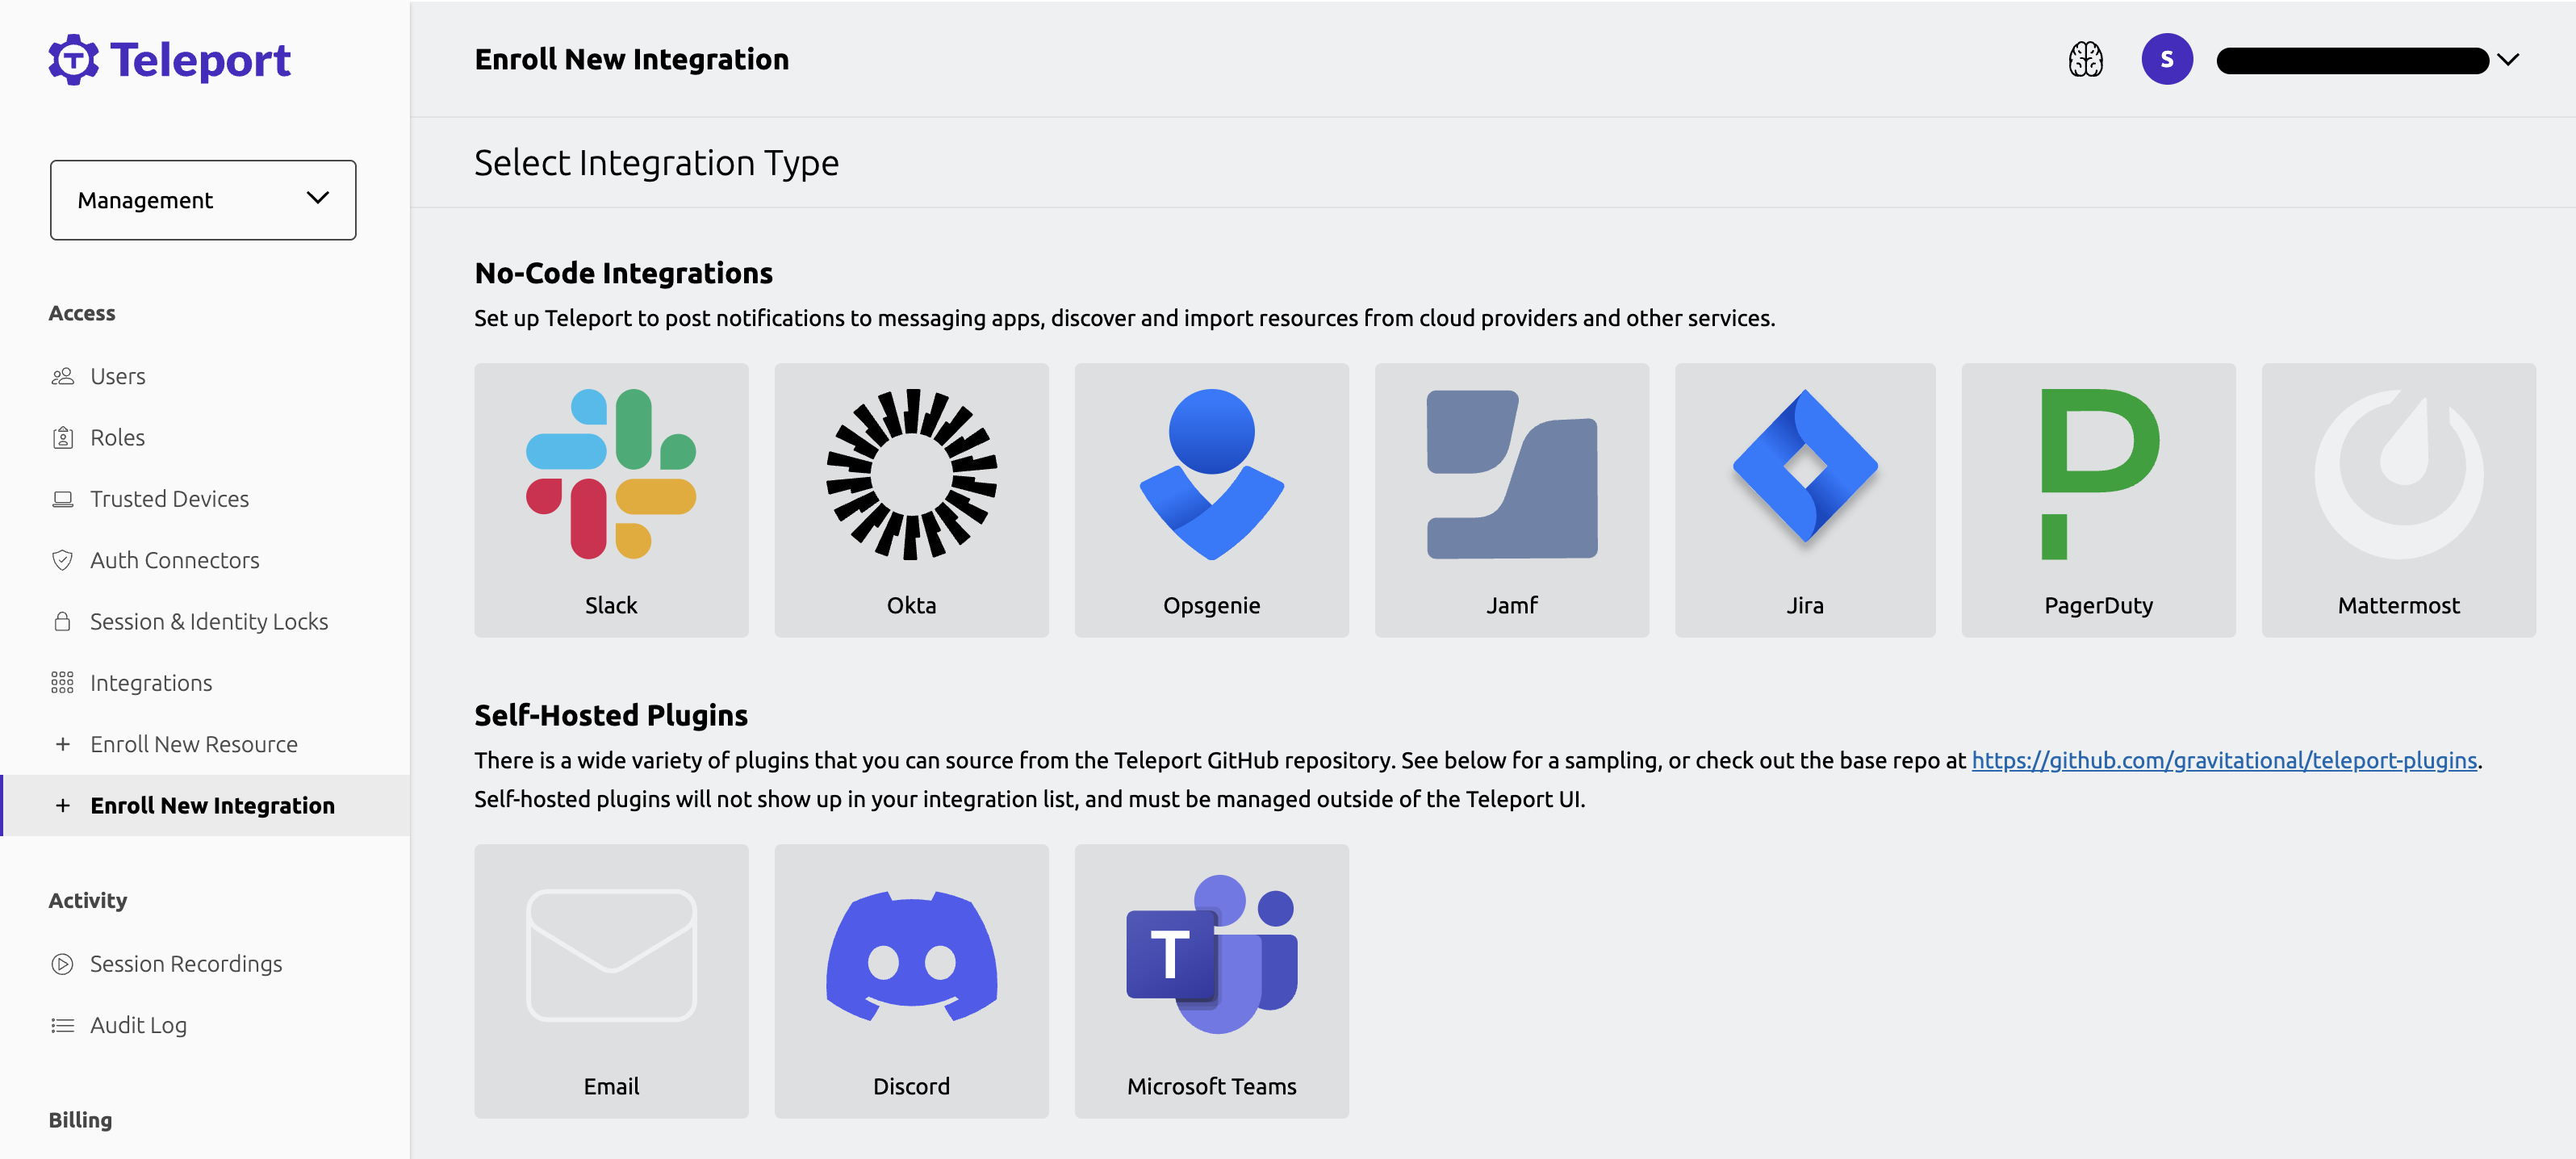 Teleport
Management
Access
Users
Roles
Trusted Devices
Auth Connectors
Session & Identity Locks
Integrations
+ Enroll New Resource
+ Enroll New Integration
Activity
Session Recordings
Audit Log
Billing
Enroll New Integration
S
Select Integration Type
No-Code Integrations
Set up Teleport to post notifications to messaging apps, discover and import resources from cloud providers and other services.
Slack
Okta
Opsgenie
Jamf
Jira
PagerDuty
Mattermost
Self-Hosted Plugins
There is a wide variety of plugins that you can source from the Teleport GitHub repository. See below for a sampling, or check out the base repo at https://github.com/gravitational/teleport-plugins.
Self-hosted plugins will not show up in your integration list, and must be managed outside of the Teleport UI.
Email
Discord
T
Microsoft Teams